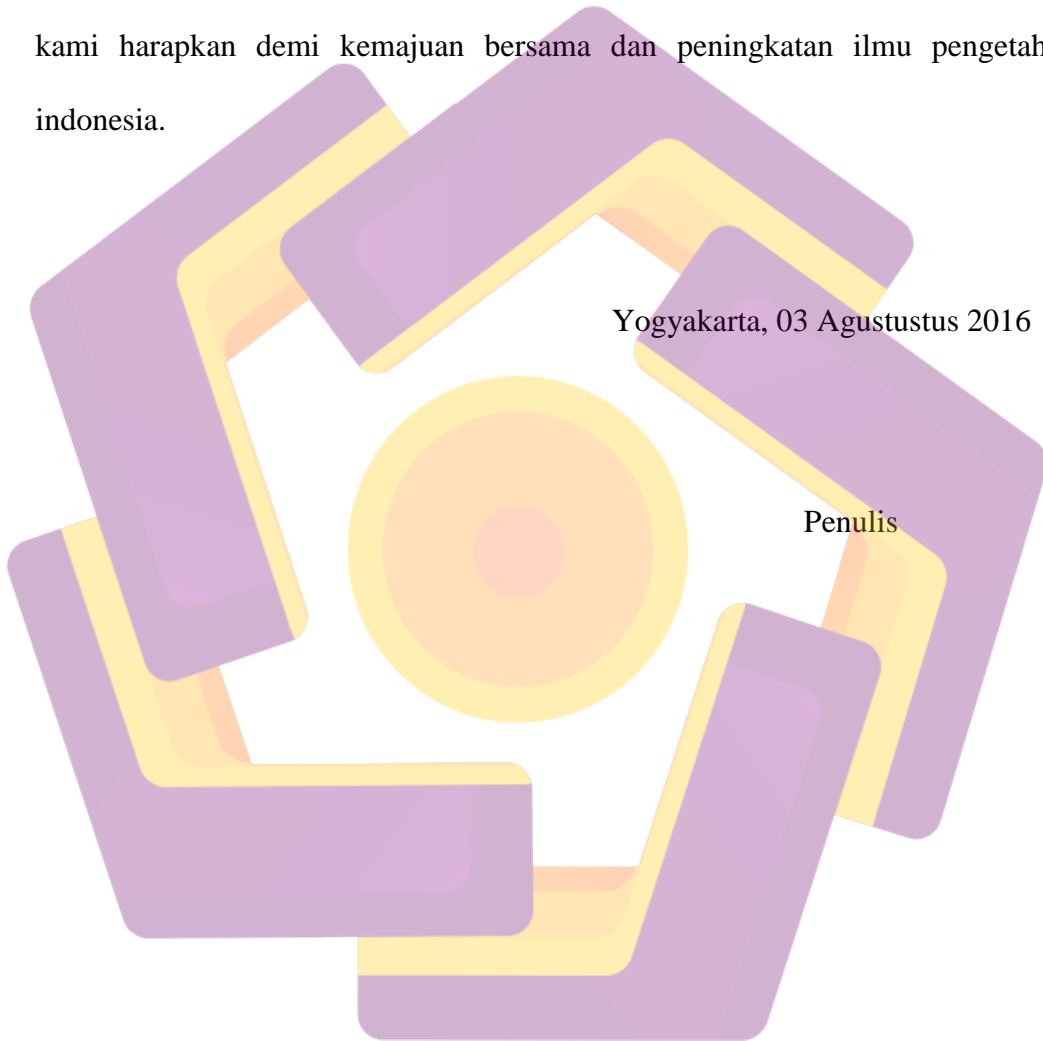 kami harapkan demi kemajuan bersama dan peningkatan ilmu pengetah
indonesia.
Yogyakarta, 03 Agustustus 2016
Penulis